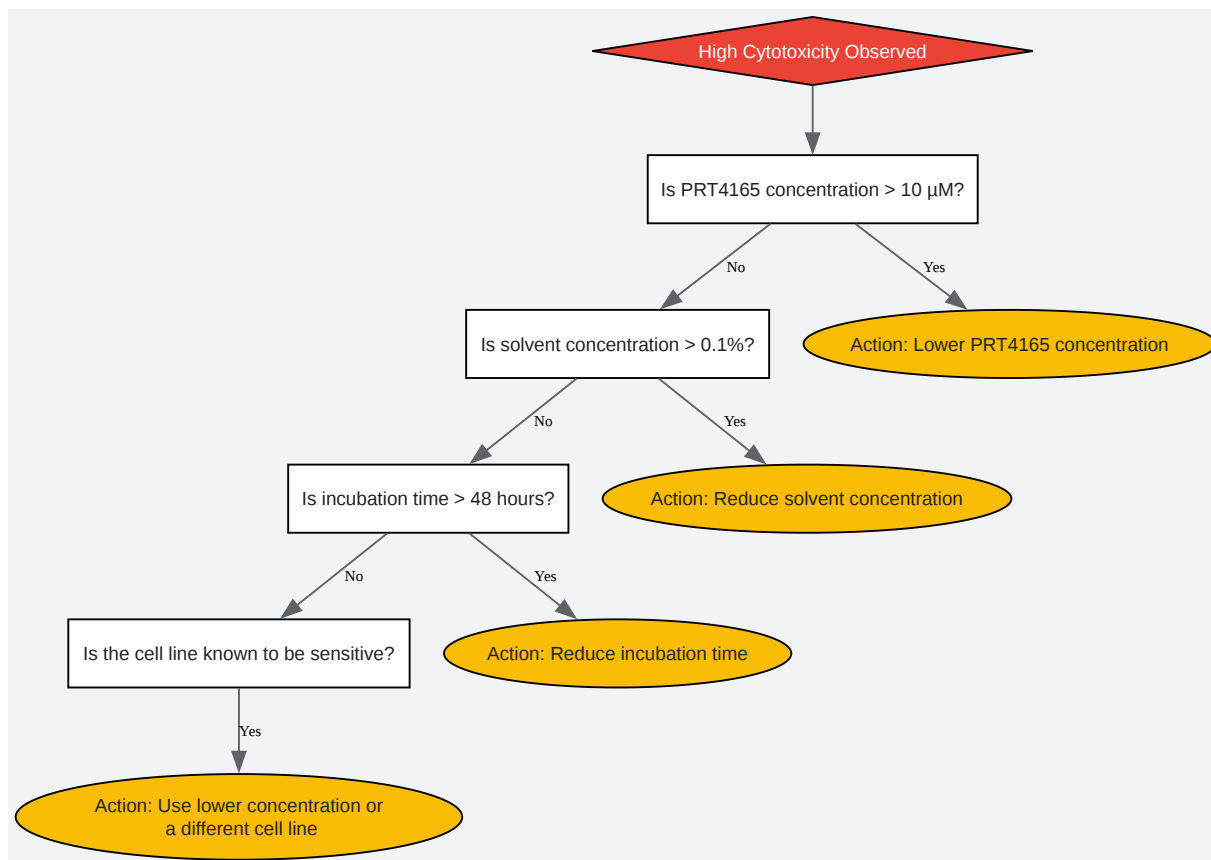 High Cytotoxicity Observed
Is PRT4165 concentration > 10 µM?
No
Yes
Is solvent concentration > 0.1%?
Action: Lower PRT4165 concentration
No
Yes
Is incubation time > 48 hours?
Action: Reduce solvent concentration
No
Yes
Is the cell line known to be sensitive?
Action: Reduce incubation time
Yes
Action: Use lower concentration or
a different cell line